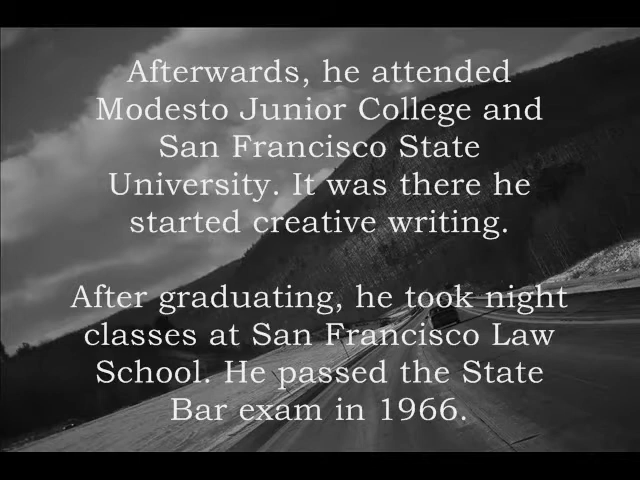 Afterwards, he attended
Modesto Junior College and
San Francisco State
University. It was there he
started creative writing.
After graduating, he took night
classes at San Francisco Law
School. He passed the State
Bar exam in 1966.